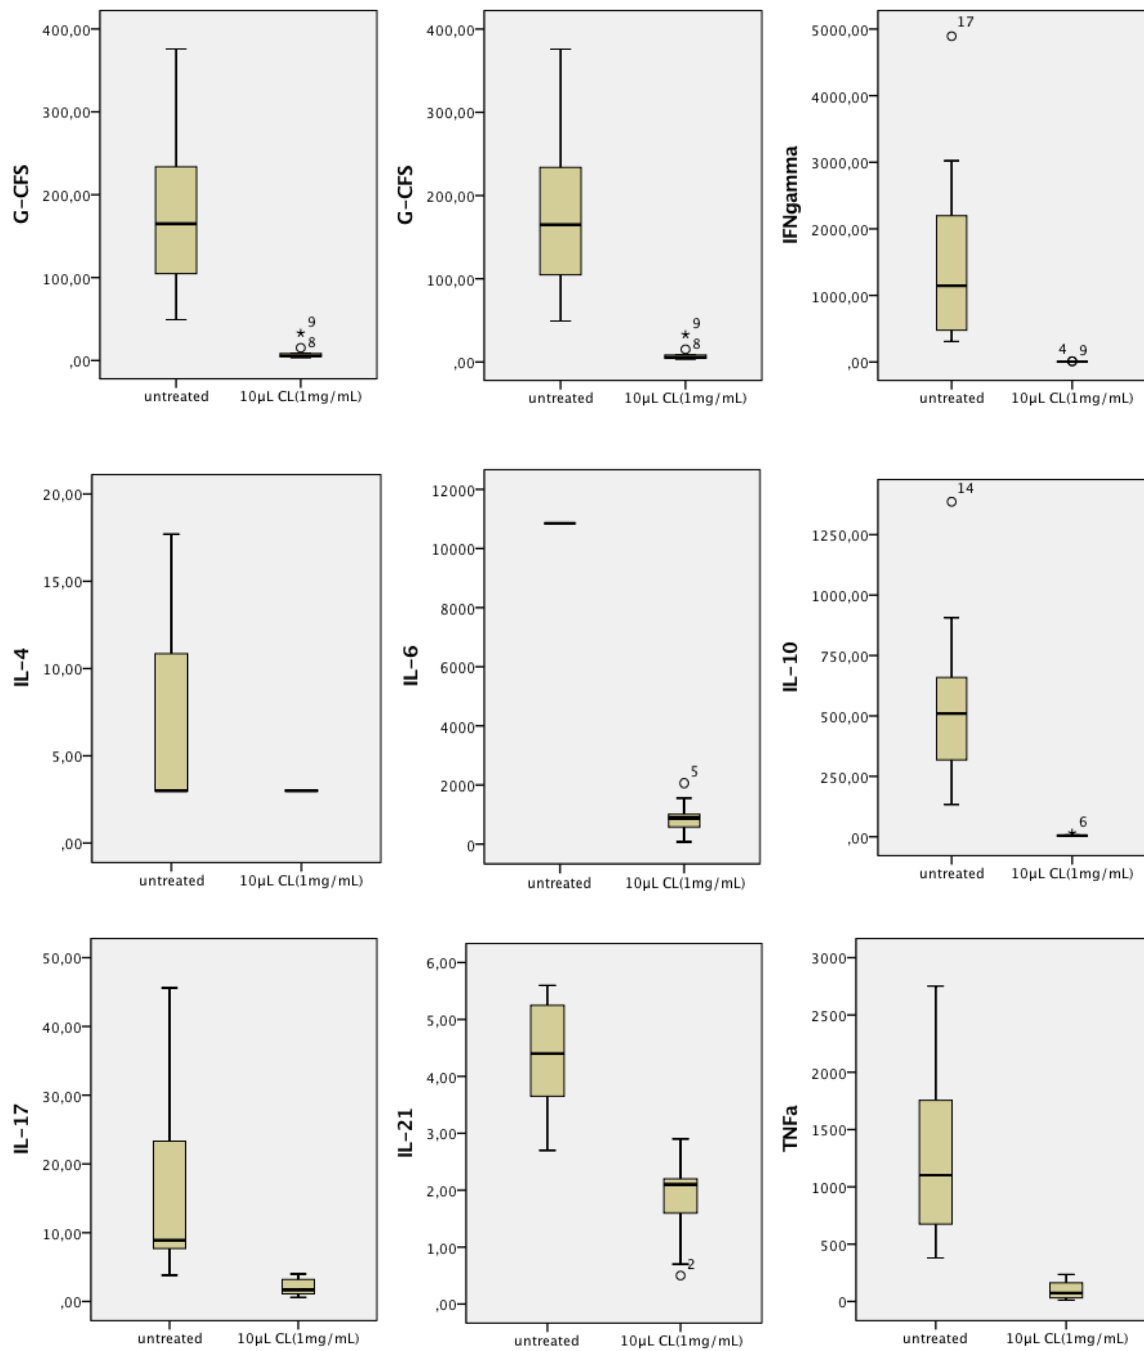 G-CFS
400,00
300,00
200,00
100,00
,00
9
8
untreated
10µL CL(1mg/mL)
G-CFS
400,00
300,00
200,00
100,00
,00
9
8
untreated
10µL CL(1mg/mL)
IFNgamma
5000,00
4000,00
3000,00
2000,00
1000,00
,00
17
4 9
untreated
10µL CL(1mg/mL)
IL-4
20,00
15,00
10,00
5,00
,00
untreated
10µL CL(1mg/mL)
IL-6
12000
10000
8000
6000
4000
2000
0
5
untreated
10µL CL(1mg/mL)
IL-10
1250,00
1000,00
750,00
500,00
250,00
,00
14
6
untreated
10µL CL(1mg/mL)
IL-17
50,00
40,00
30,00
20,00
10,00
,00
untreated
10µL CL(1mg/mL)
IL-21
6,00
5,00
4,00
3,00
2,00
1,00
,00
2
untreated
10µL CL(1mg/mL)
TNFa
3000
2500
2000
1500
1000
500
0
untreated
10µL CL(1mg/mL)